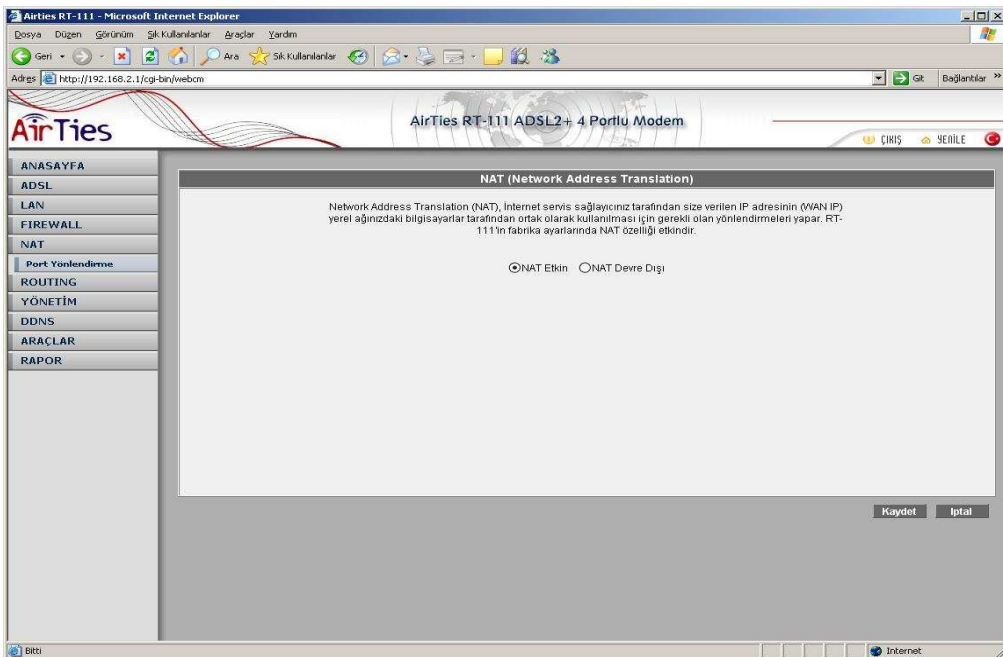 Airties RT-111 - Microsoft Internet Explorer
Dosya Düzen Görünüm Sık Kullanılanlar Araçlar Yardım
Geri Ara Sık Kullanılanlar
Adres http://192.168.2.1/cgi-bin/webcm Git Bağlantılar »
AirTies
AirTies RT-111 ADSL2+ 4 Portlu Modem
ÇIKIŞ YENİLE
ANASAYFA
ADSL
LAN
FIREWALL
NAT
Port Yönlendirme
ROUTING
YÖNETİM
DDNS
ARAÇLAR
RAPOR
NAT (Network Address Translation)
Network Address Translation (NAT), İnternet servis sağlayıcınız tarafından size verilen IP adresinin (WAN IP)
yerel ağınızdaki bilgisayarlar tarafından ortak olarak kullanılması için gerekli olan yönlendirmeleri yapar. RT-
111'in fabrika ayarlarında NAT özelliği etkindir.
NAT Etkin NAT Devre Dışı
Kaydet Iptal
Bitti Internet